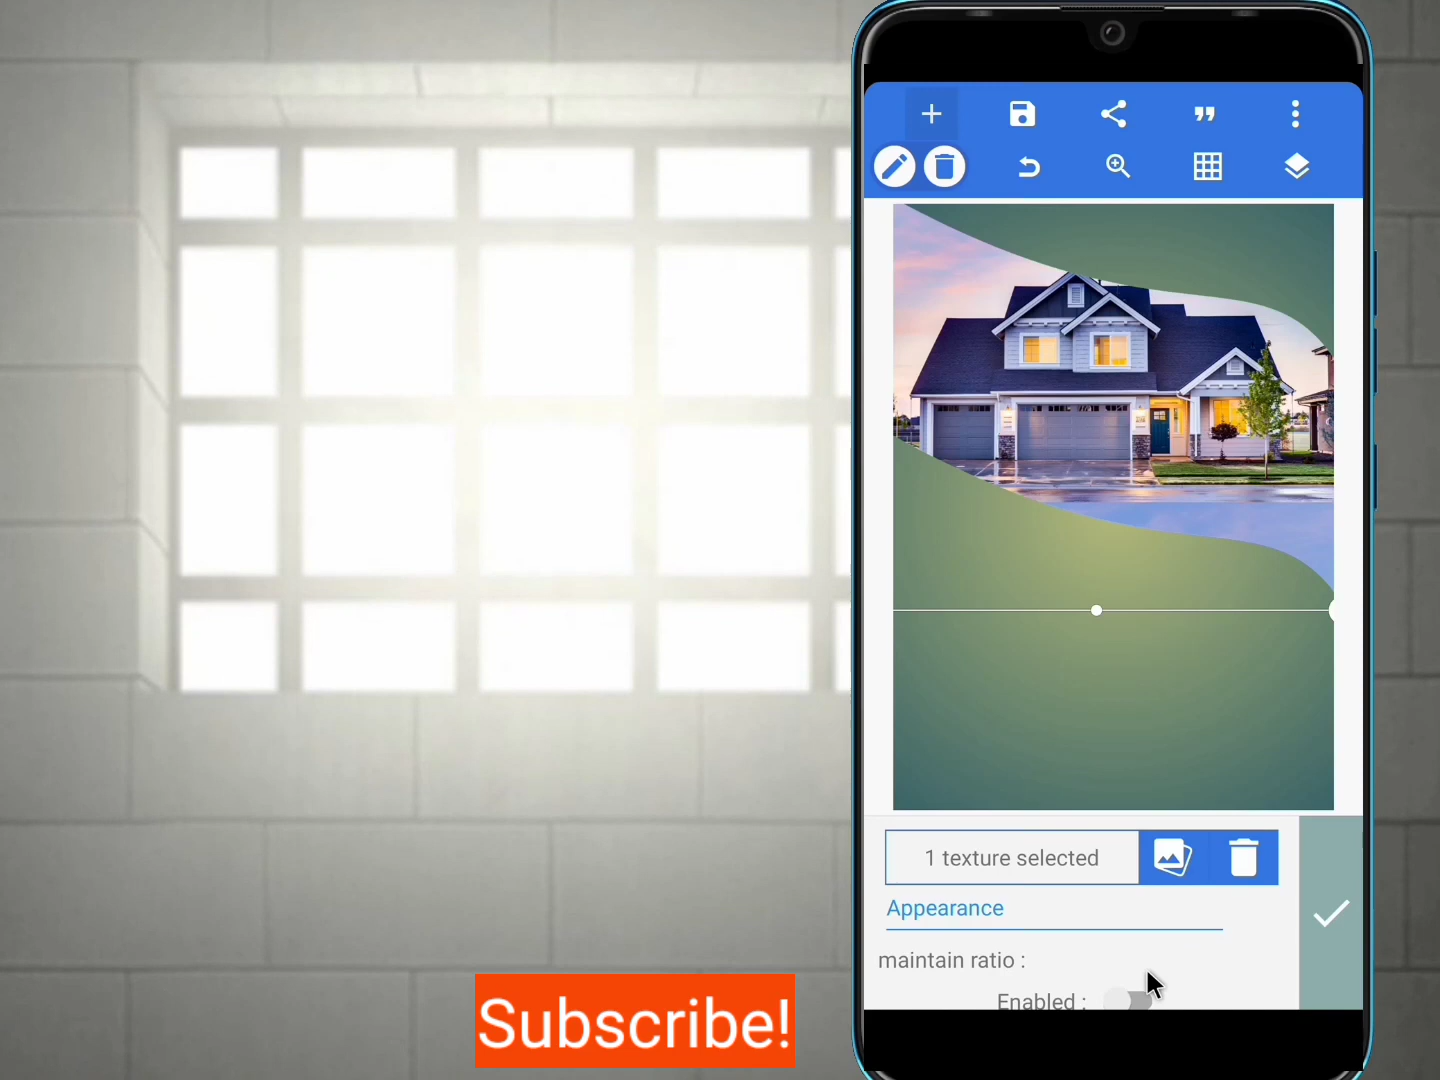 1 texture selected
Appearance
maintain ratio :
Enabled :
Subscribe!